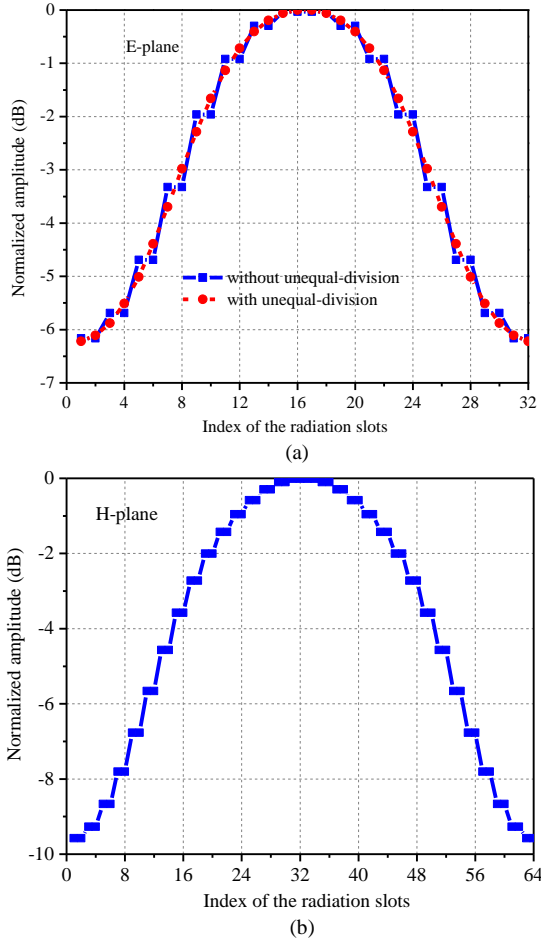 0
-1
-2
-3
-4
-5
-6
-7
Normalized amplitude (dB)
E-plane
without unequal-division
with unequal-division
0 4 8 12 16 20 24 28 32
Index of the radiation slots
(a)
0
-2
-4
-6
-8
-10
Normalized amplitude (dB)
H-plane
0 8 16 24 32 40 48 56 64
Index of the radiation slots
(b)